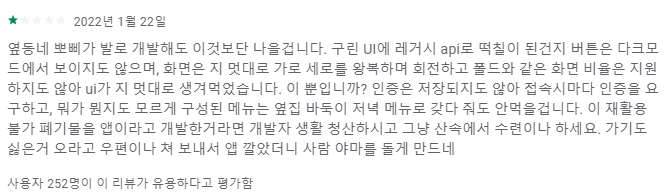 2022년 1월 22일
옆동네 뽀삐가 발로 개발해도 이것보단 나을겁니다. 구린 UI에 레거시 api로 떡칠이 된건지 버튼은 다크모
드에서 보이지도 않으며, 화면은 지 멋대로 가로 세로를 왕복하며 회전하고 폴드와 같은 화면 비율은 지원
하지도 않아 ui가 지 멋대로 생겨먹었습니다. 이 뿐입니까? 인증은 저장되지도 않아 접속시마다 인증을 요
구하고, 뭐가 뭔지도 모르게 구성된 메뉴는 옆집 바둑이 저녁 메뉴로 갖다 줘도 안먹을겁니다. 이 재활용
불가 폐기물을 앱이라고 개발한거라면 개발자 생활 청산하시고 그냥 산속에서 수련이나 하세요. 가기도
싫은거 오라고 우편이나 쳐 보내서 앱 깔았더니 사람 야마를 돌게 만드네
사용자 252명이 이 리뷰가 유용하다고 평가함